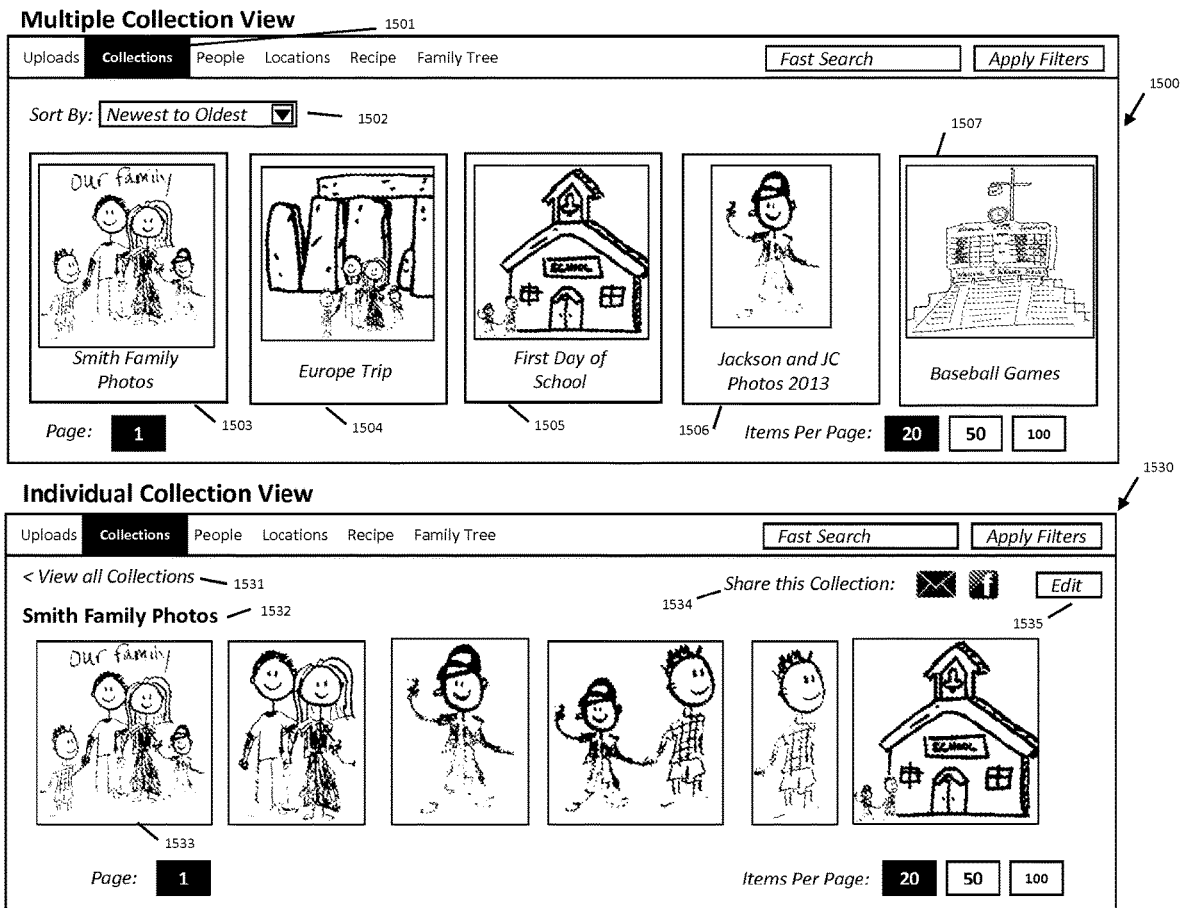 Multiple Collection View
1501
Uploads Collections People Locations Recipe Family Tree Fast Search Apply Filters
1500
Sort By: Newest to Oldest 1502
1507
our family
SCHOOL
Smith Family
Photos
Europe Trip
First Day of
School
Jackson and JC
Photos 2013
Baseball Games
1503 1504 1505 1506
Page: 1 Items Per Page: 20 50 100
1530
Individual Collection View
Uploads Collections People Locations Recipe Family Tree Fast Search Apply Filters
< View all Collections 1531 1534 Share this Collection: f Edit
Smith Family Photos 1532 1535
our family
SCHOOL
1533
Page: 1 Items Per Page: 20 50 100